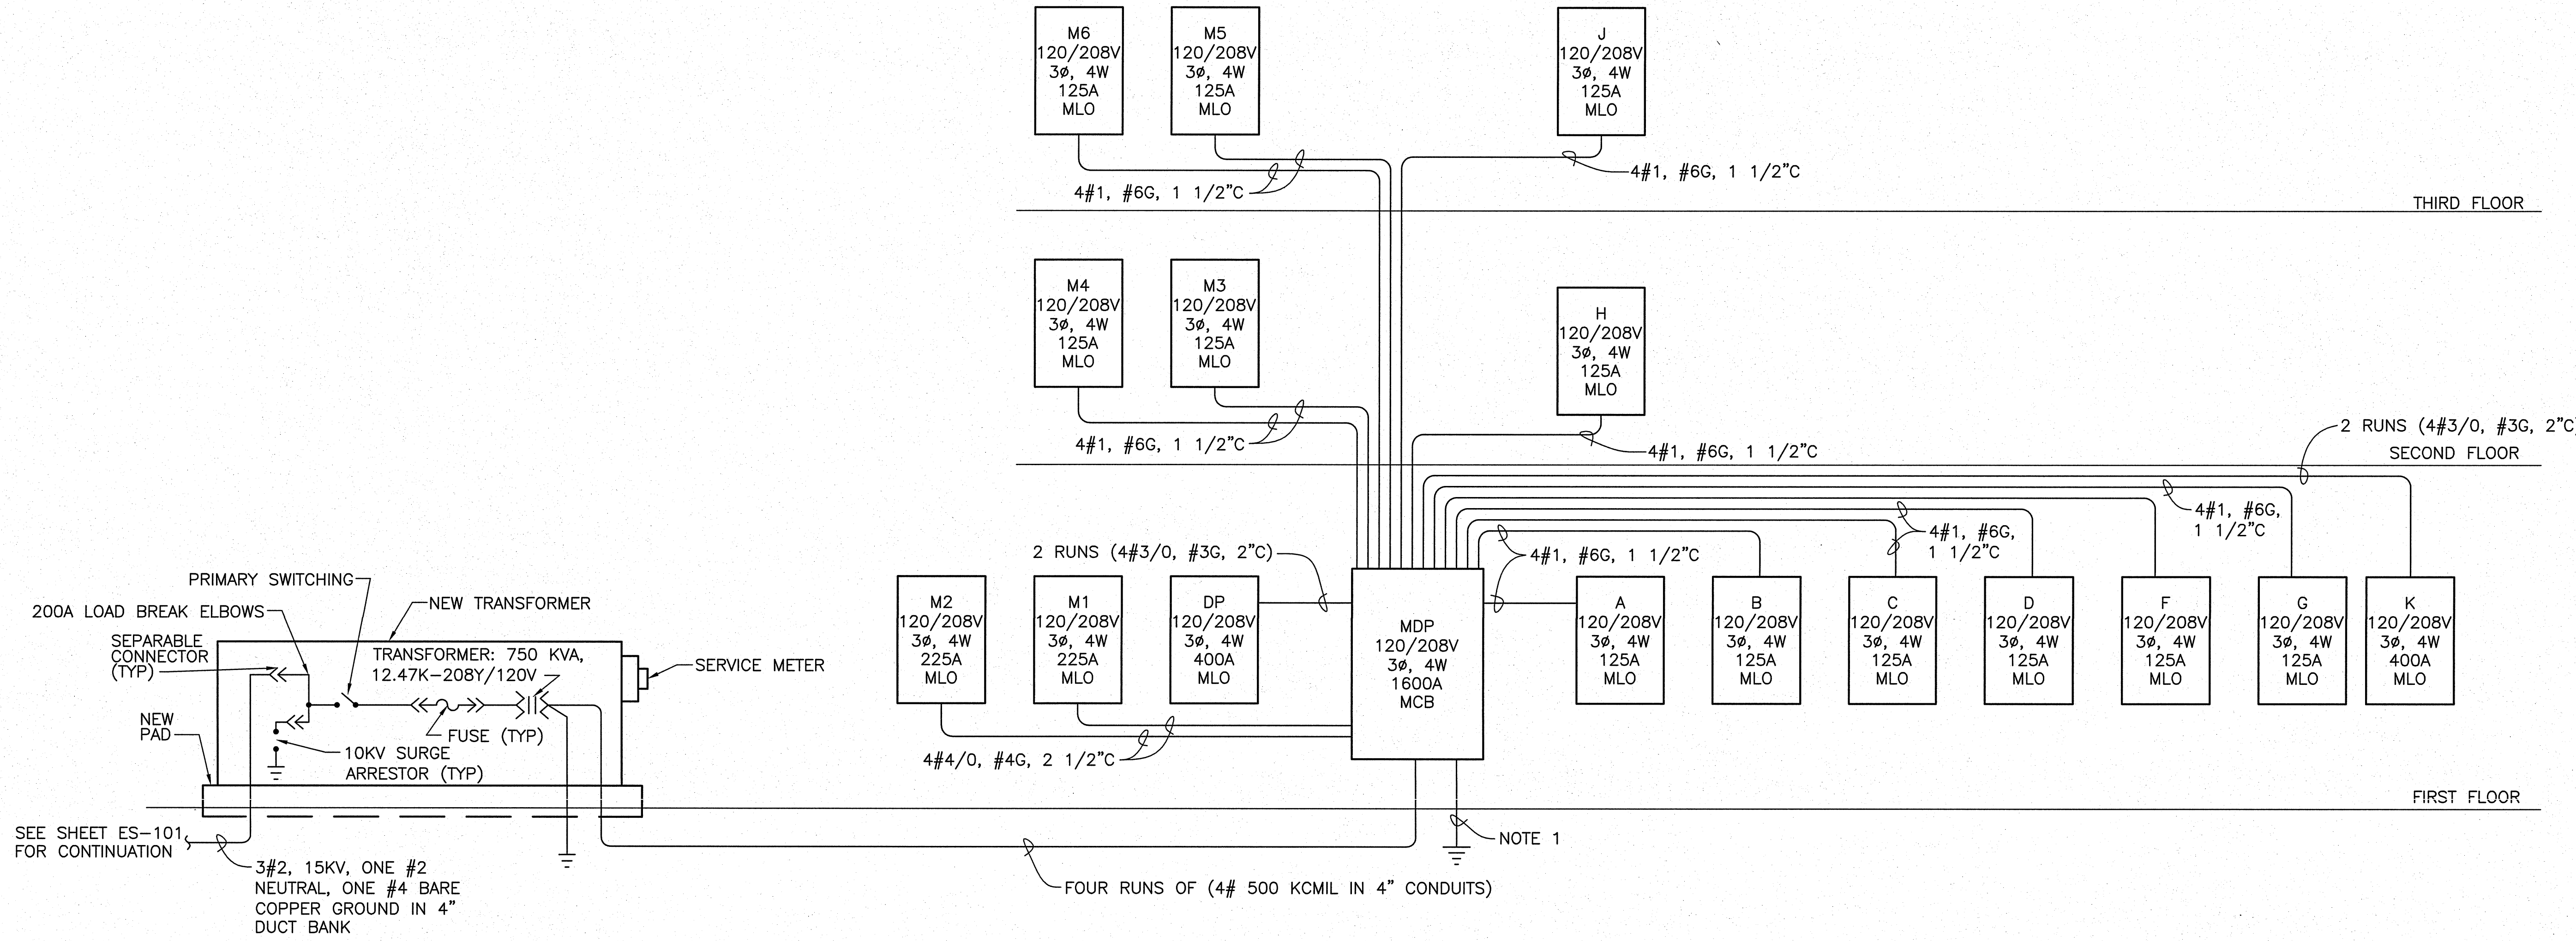 M6
120/208V
3ø, 4W
125A
MLO
M5
120/208V
3ø, 4W
125A
MLO
J
120/208V
3ø, 4W
125A
MLO
4#1, #6G, 1 1/2"C
4#1, #6G, 1 1/2"C
THIRD FLOOR
M4
120/208V
3ø, 4W
125A
MLO
M3
120/208V
3ø, 4W
125A
MLO
H
120/208V
3ø, 4W
125A
MLO
4#1, #6G, 1 1/2"C
4#1, #6G, 1 1/2"C
2 RUNS (4#3/0, #3G, 2"C)
SECOND FLOOR
2 RUNS (4#3/0, #3G, 2"C)
4#1, #6G, 1 1/2"C
4#1, #6G,
1 1/2"C
4#1, #6G,
1 1/2"C
M2
120/208V
3ø, 4W
225A
MLO
M1
120/208V
3ø, 4W
225A
MLO
DP
120/208V
3ø, 4W
400A
MLO
MDP
120/208V
3ø, 4W
1600A
MCB
A
120/208V
3ø, 4W
125A
MLO
B
120/208V
3ø, 4W
125A
MLO
C
120/208V
3ø, 4W
125A
MLO
D
120/208V
3ø, 4W
125A
MLO
F
120/208V
3ø, 4W
125A
MLO
G
120/208V
3ø, 4W
125A
MLO
K
120/208V
3ø, 4W
400A
MLO
4#4/0, #4G, 2 1/2"C
PRIMARY SWITCHING
200A LOAD BREAK ELBOWS
NEW TRANSFORMER
SEPARABLE
CONNECTOR
(TYP)
TRANSFORMER: 750 KVA,
12.47K-208Y/120V
SERVICE METER
NEW
PAD
FUSE (TYP)
10KV SURGE
ARRESTOR (TYP)
FIRST FLOOR
SEE SHEET ES-101
FOR CONTINUATION
NOTE 1
3#2, 15KV, ONE #2
NEUTRAL, ONE #4 BARE
COPPER GROUND IN 4"
DUCT BANK
FOUR RUNS OF (4# 500 KCMIL IN 4" CONDUITS)